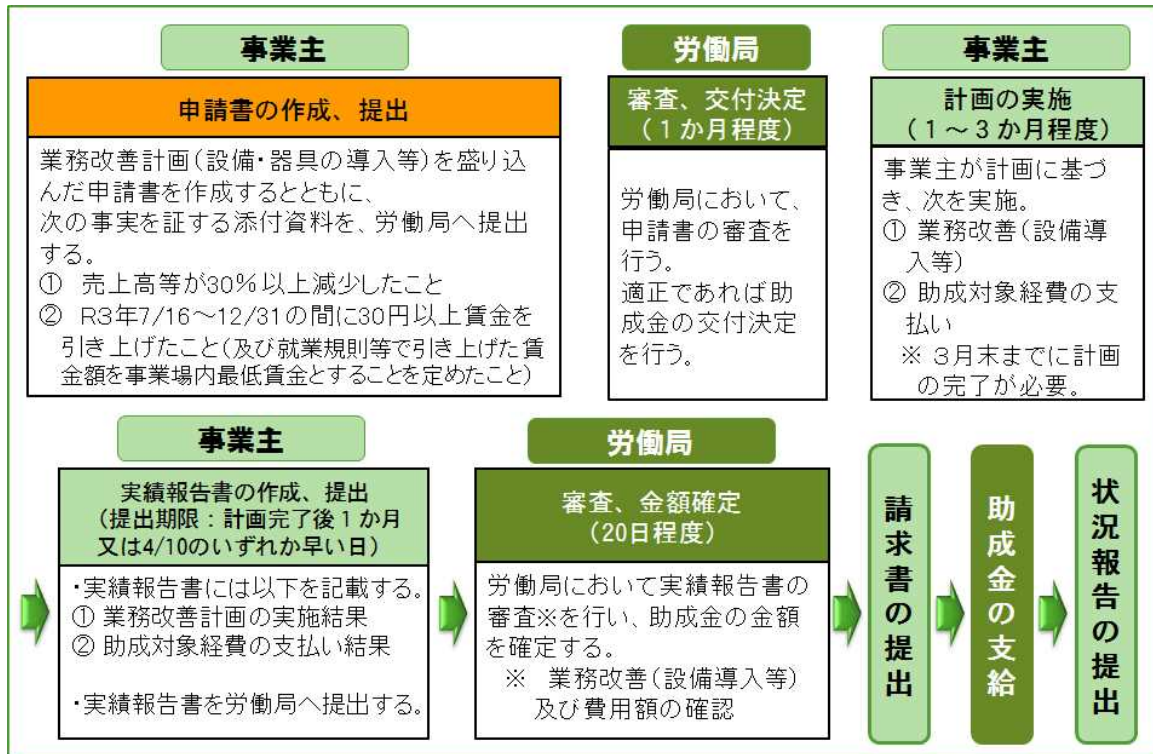 事業主
申請書の作成、提出
業務改善計画(設備・器具の導入等)を盛り込
んだ申請書を作成するとともに、
次の事実を証する添付資料を、労働局へ提出
する。
① 売上高等が30%以上減少したこと
② R3年7/16～12/31の間に30円以上賃金を
引き上げたこと(及び就業規則等で引き上げた賃
金額を事業場内最低賃金とすることを定めたこと)
労働局
審査、交付決定
(1か月程度)
労働局において、
申請書の審査を
行う。
適正であれば助
成金の交付決定
を行う。
事業主
計画の実施
(1～3か月程度)
事業主が計画に基づ
き、次を実施。
① 業務改善(設備導
入等)
② 助成対象経費の支
払い
※ 3月末までに計画
の完了が必要。
事業主
実績報告書の作成、提出
(提出期限:計画完了後1か月
又は4/10のいずれか早い日)
・実績報告書には以下を記載する。
① 業務改善計画の実施結果
② 助成対象経費の支払い結果
・実績報告書を労働局へ提出する。
労働局
審査、金額確定
(20日程度)
労働局において実績報告書の
審査※を行い、助成金の金額
を確定する。
※ 業務改善(設備導入等)
及び費用額の確認
請求書の提出
助成金の支給
状況報告の提出